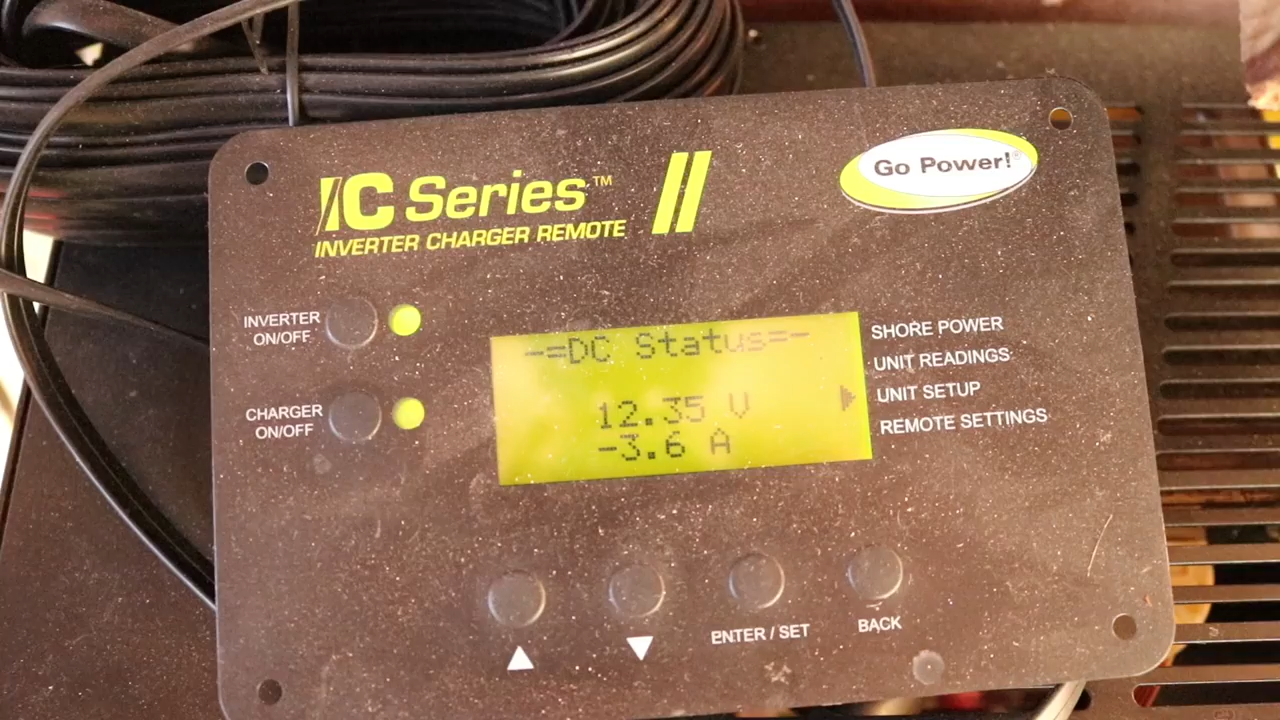 IC Series™
INVERTER CHARGER REMOTE
Go Power!®
INVERTER
ON/OFF
CHARGER
ON/OFF
-=DC Status=-
12.35 V
-3.6 A
SHORE POWER
UNIT READINGS
UNIT SETUP
REMOTE SETTINGS
ENTER / SET
BACK